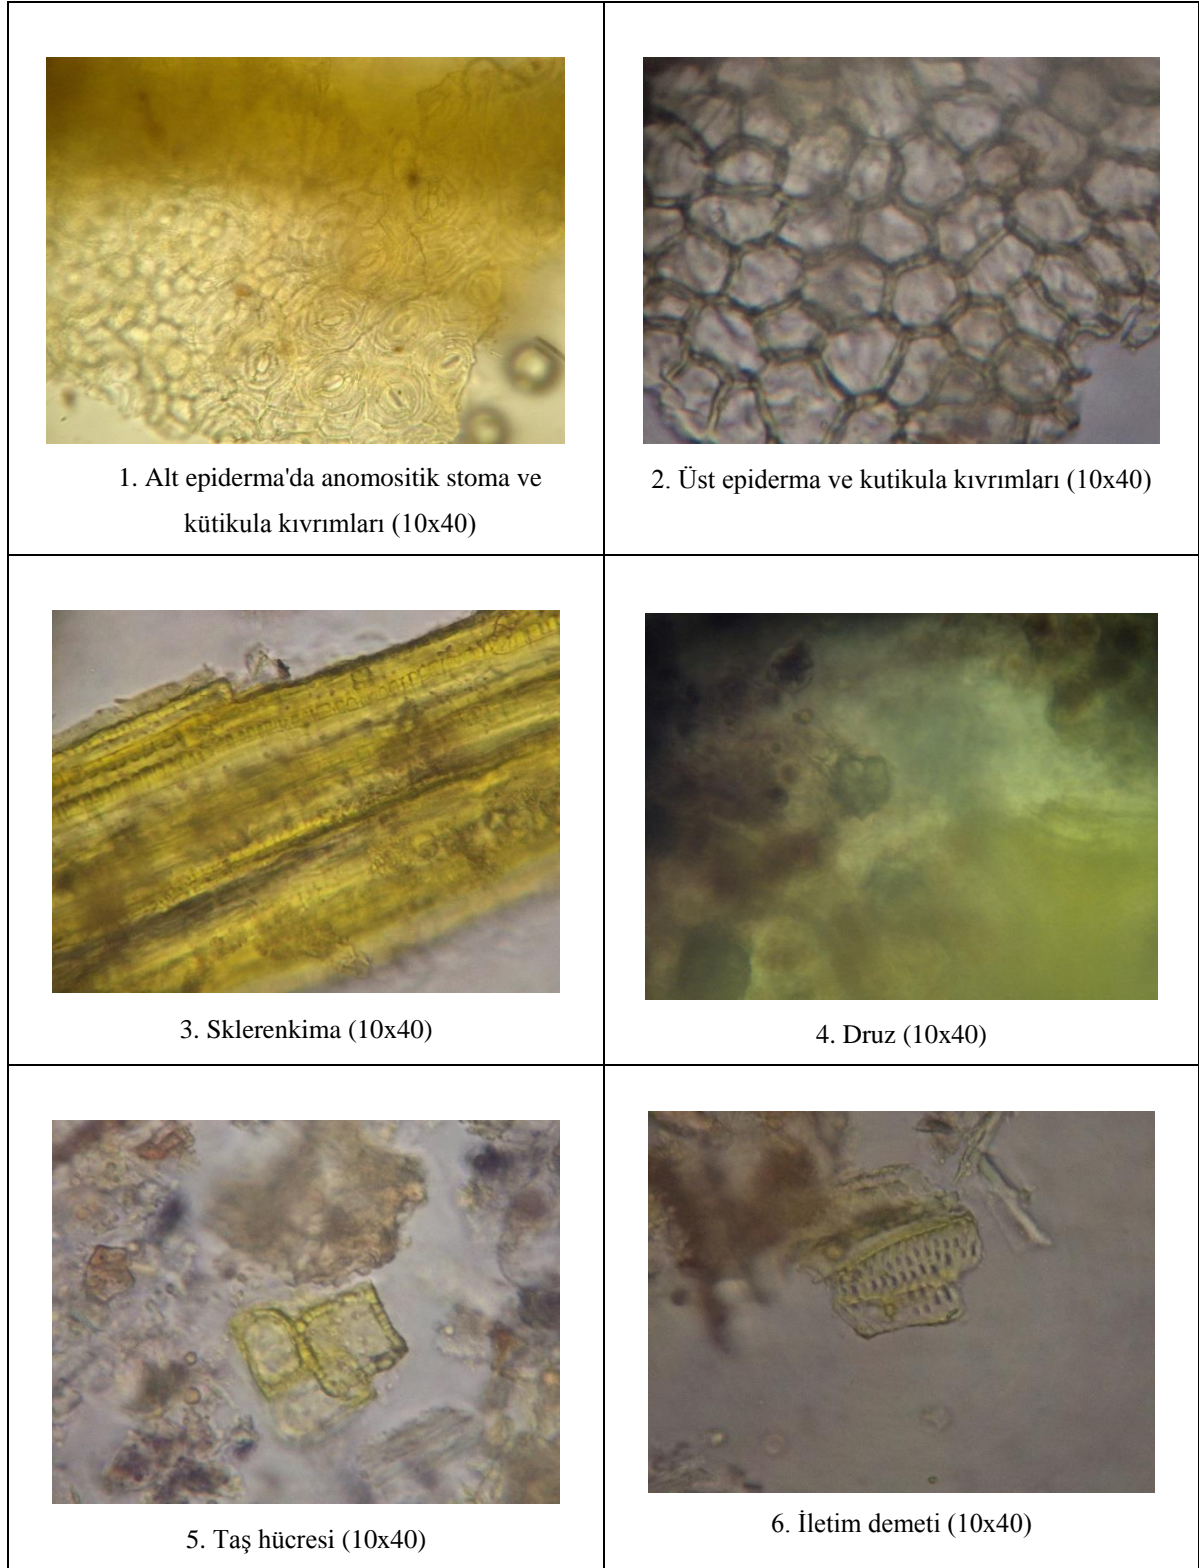 1. Alt epiderma'da anomositik stoma ve
kütikula kıvrımları (10x40)
2. Üst epiderma ve kutikula kıvrımları (10x40)
3. Sklerenkima (10x40)
4. Druz (10x40)
5. Taş hücresi (10x40)
6. İletim demeti (10x40)